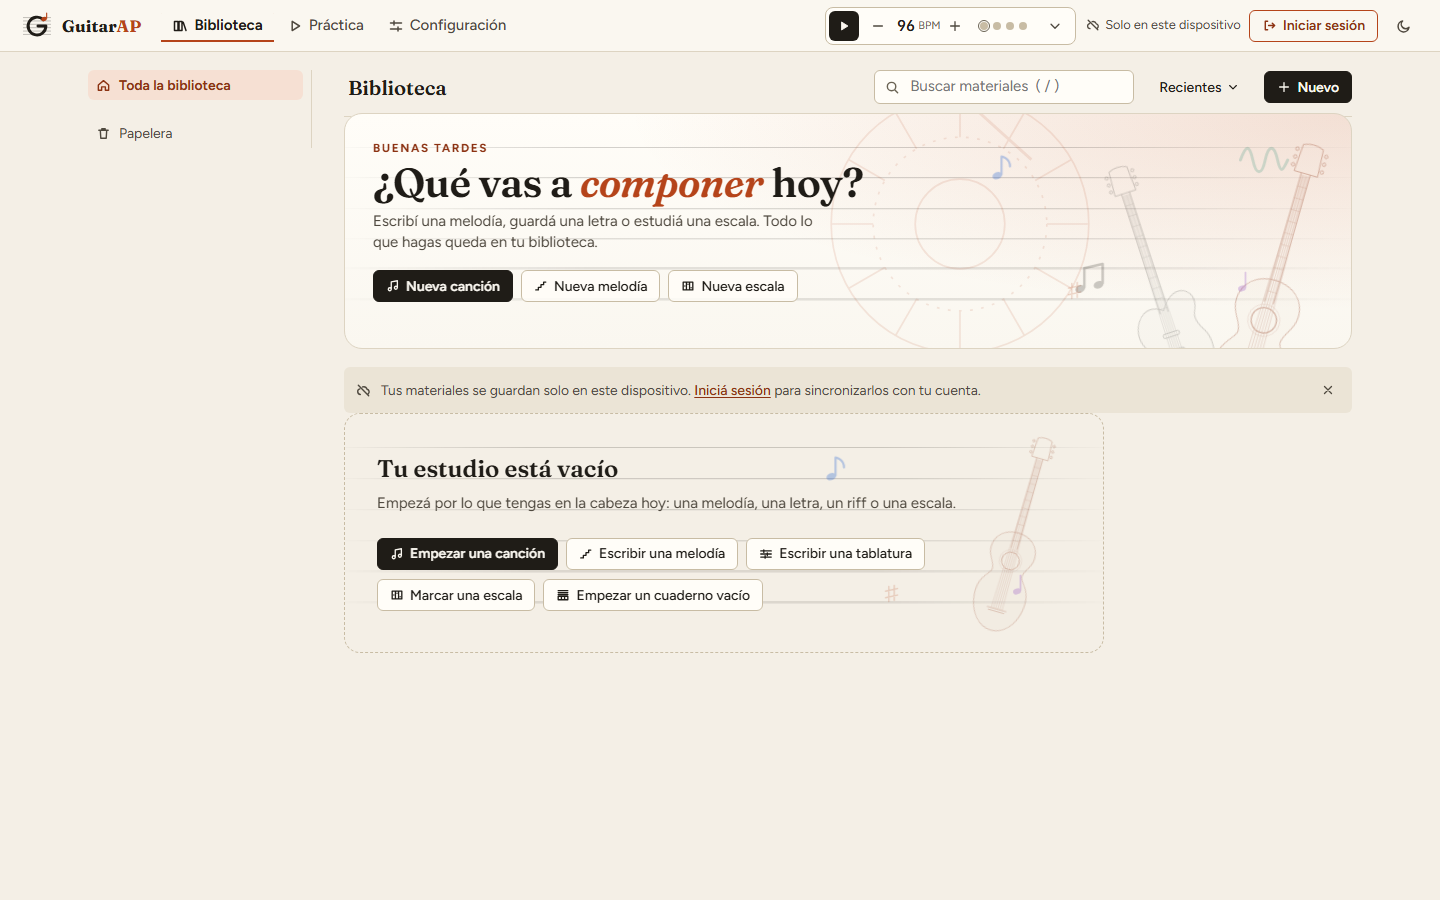 GuitarAP
Biblioteca
Práctica
Configuración
96 BPM
Solo en este dispositivo
Iniciar sesión
Toda la biblioteca
Papelera
Biblioteca
Buscar materiales ( / )
Recientes
Nuevo
BUENAS TARDES
¿Qué vas a componer hoy?
Escribí una melodía, guardá una letra o estudiá una escala. Todo lo
que hagas queda en tu biblioteca.
Nueva canción
Nueva melodía
Nueva escala
Tus materiales se guardan solo en este dispositivo. Iniciá sesión para sincronizarlos con tu cuenta.
Tu estudio está vacío
Empezá por lo que tengas en la cabeza hoy: una melodía, una letra, un riff o una escala.
Empezar una canción
Escribir una melodía
Escribir una tablatura
Marcar una escala
Empezar un cuaderno vacío